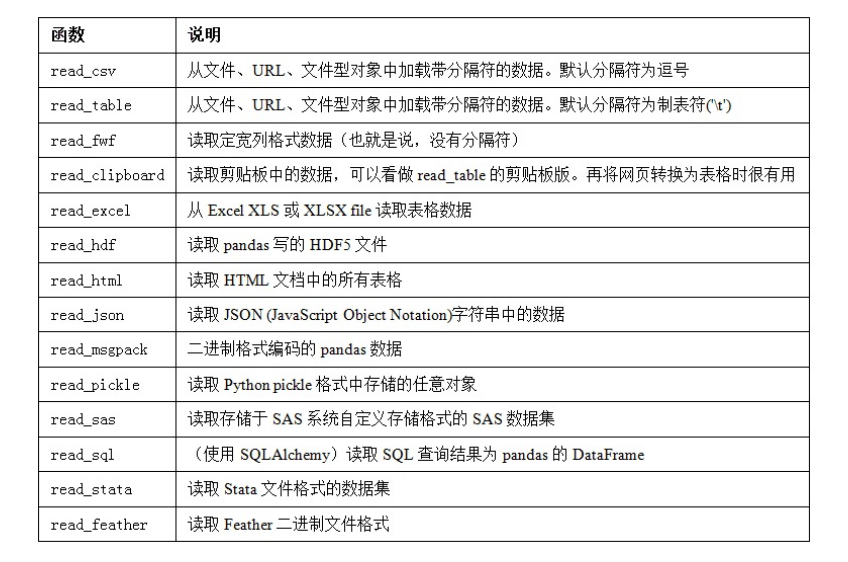 函数 说明
read_csv 从文件、URL、文件型对象中加载带分隔符的数据。默认分隔符为逗号
read_table 从文件、URL、文件型对象中加载带分隔符的数据。默认分隔符为制表符('\t')
read_fwf 读取定宽列格式数据（也就是说，没有分隔符）
read_clipboard 读取剪贴板中的数据，可以看做 read_table 的剪贴板版。再将网页转换为表格时很有用
read_excel 从 Excel XLS 或 XLSX file 读取表格数据
read_hdf 读取 pandas 写的 HDF5 文件
read_html 读取 HTML 文档中的所有表格
read_json 读取 JSON (JavaScript Object Notation)字符串中的数据
read_msgpack 二进制格式编码的 pandas 数据
read_pickle 读取 Python pickle 格式中存储的任意对象
read_sas 读取存储于 SAS 系统自定义存储格式的 SAS 数据集
read_sql （使用 SQLAlchemy）读取 SQL 查询结果为 pandas 的 DataFrame
read_stata 读取 Stata 文件格式的数据集
read_feather 读取 Feather 二进制文件格式